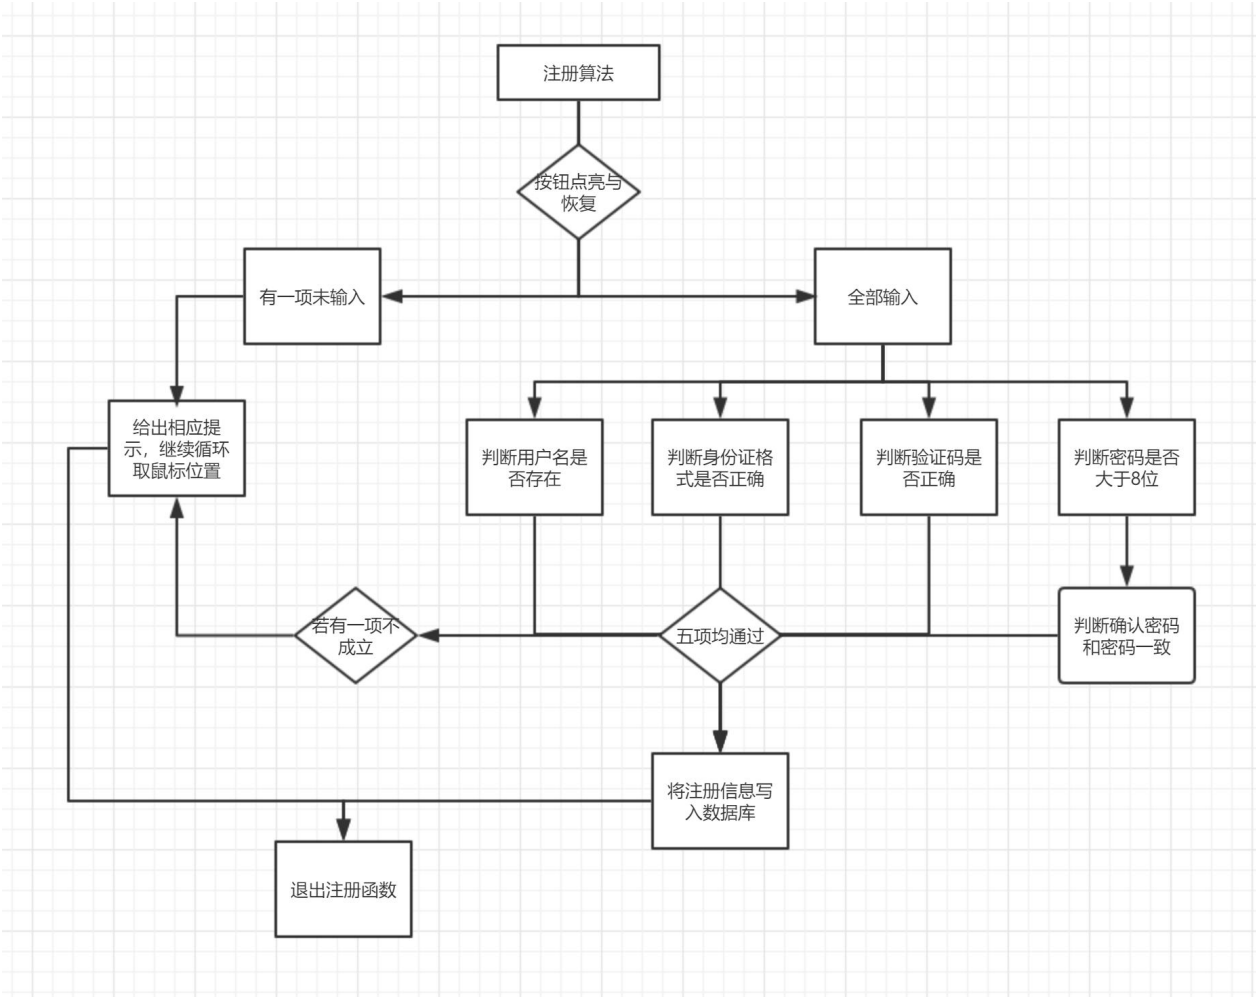 注册算法
按钮点亮与
恢复
有一项未输入
全部输入
给出相应提
示，继续循环
取鼠标位置
判断用户名是
否存在
判断身份证格
式是否正确
判断验证码是
否正确
判断密码是否
大于8位
若有一项不
成立
五项均通过
判断确认密码
和密码一致
将注册信息写
入数据库
退出注册函数